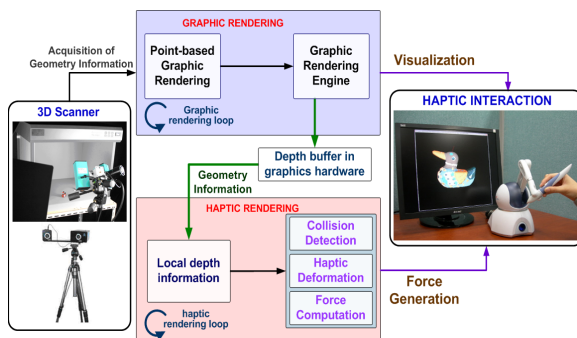 GRAPHIC RENDERING
Acquisition of
Geometry Information
Point-based
Graphic
Rendering
Graphic
Rendering
Engine
Visualization
3D Scanner
Graphic
rendering loop
HAPTIC INTERACTION
Depth buffer in
graphics hardware
Geometry
Information
HAPTIC RENDERING
Collision
Detection
Local depth
information
Haptic
Deformation
Force
Computation
Force
Generation
haptic
rendering loop